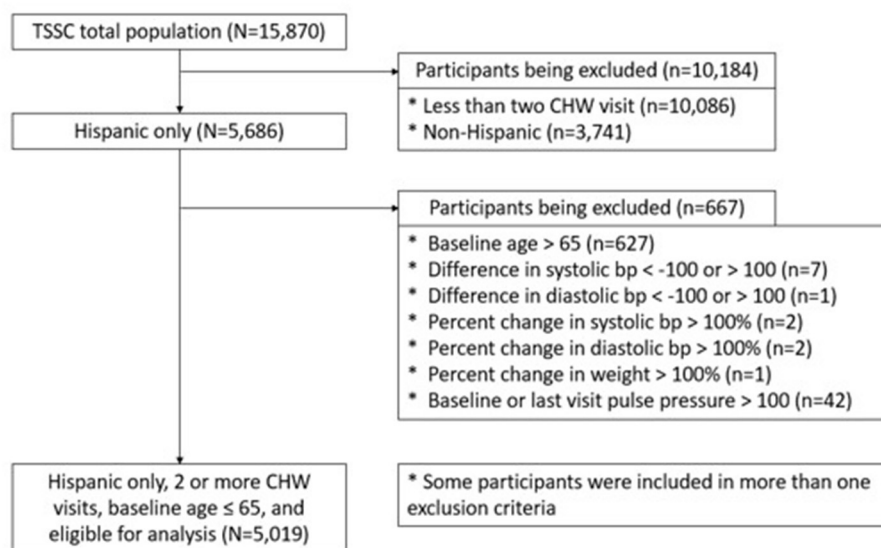 TSSC total population (N=15,870)
Participants being excluded (n=10,184)
* Less than two CHW visit (n=10,086)
* Non-Hispanic (n=3,741)
Hispanic only (N=5,686)
Participants being excluded (n=667)
* Baseline age > 65 (n=627)
* Difference in systolic bp < -100 or > 100 (n=7)
* Difference in diastolic bp < -100 or > 100 (n=1)
* Percent change in systolic bp > 100% (n=2)
* Percent change in diastolic bp > 100% (n=2)
* Percent change in weight > 100% (n=1)
* Baseline or last visit pulse pressure > 100 (n=42)
Hispanic only, 2 or more CHW
visits, baseline age ≤ 65, and
eligible for analysis (N=5,019)
* Some participants were included in more than one
exclusion criteria